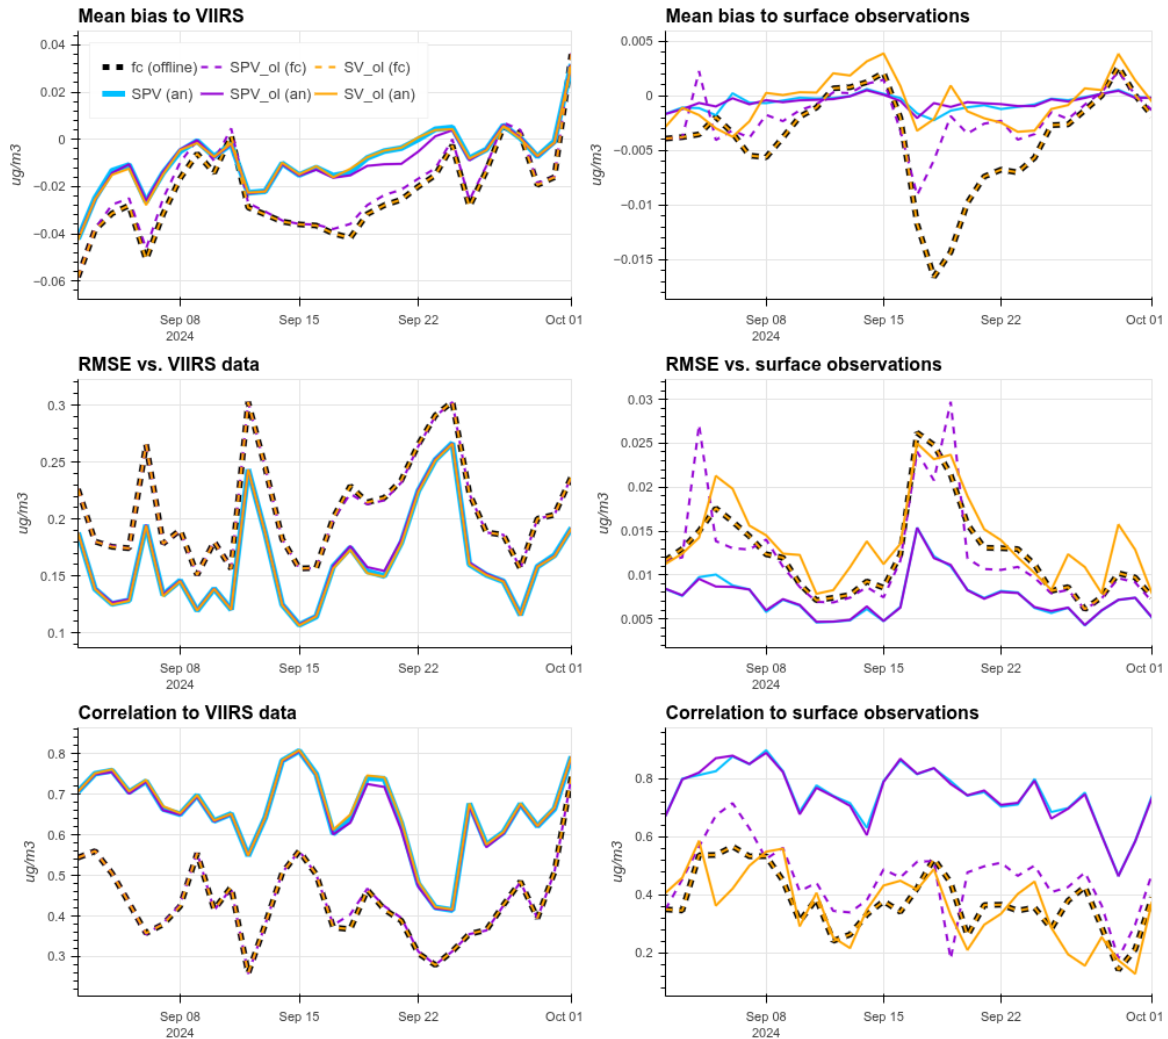 Mean bias to VIIRS
0.04
0.02
0
−0.02
−0.04
−0.06
ug/m3
fc (offline) SPV_ol (fc) SV_ol (fc)
SPV (an) SPV_ol (an) SV_ol (an)
Sep 08 Sep 15 Sep 22 Oct 01
2024
Mean bias to surface observations
0.005
0
−0.005
−0.01
−0.015
ug/m3
Sep 08 Sep 15 Sep 22 Oct 01
2024
RMSE vs. VIIRS data
0.3
0.25
0.2
0.15
0.1
ug/m3
Sep 08 Sep 15 Sep 22 Oct 01
2024
RMSE vs. surface observations
0.03
0.025
0.02
0.015
0.01
0.005
ug/m3
Sep 08 Sep 15 Sep 22 Oct 01
2024
Correlation to VIIRS data
0.8
0.7
0.6
0.5
0.4
0.3
ug/m3
Sep 08 Sep 15 Sep 22 Oct 01
2024
Correlation to surface observations
0.8
0.6
0.4
0.2
ug/m3
Sep 08 Sep 15 Sep 22 Oct 01
2024